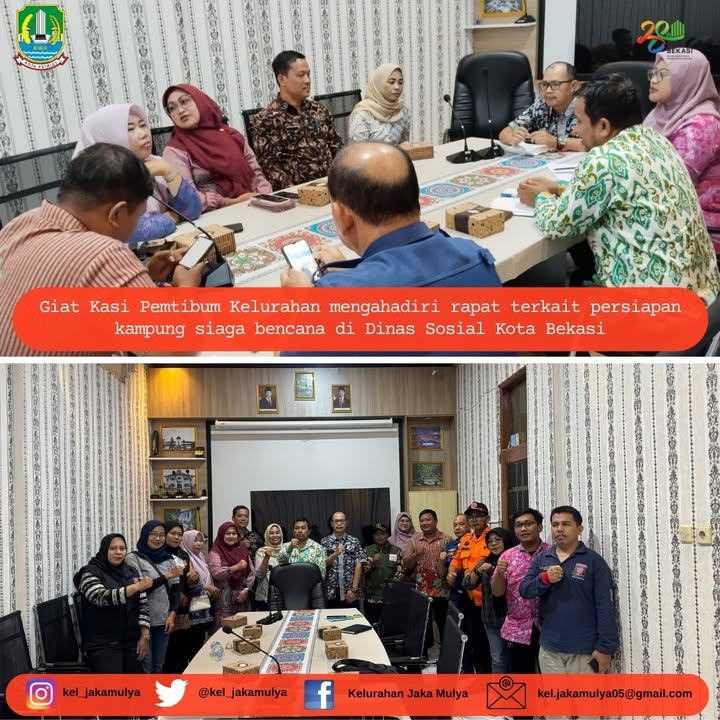 BEKASI
Giat Kasi Pemtibum Kelurahan mengahadiri rapat terkait persiapan
kampung siaga bencana di Dinas Sosial Kota Bekasi
kel_jakamulya
@kel_jakamulya
Kelurahan Jaka Mulya
kel.jakamulya05@gmail.com